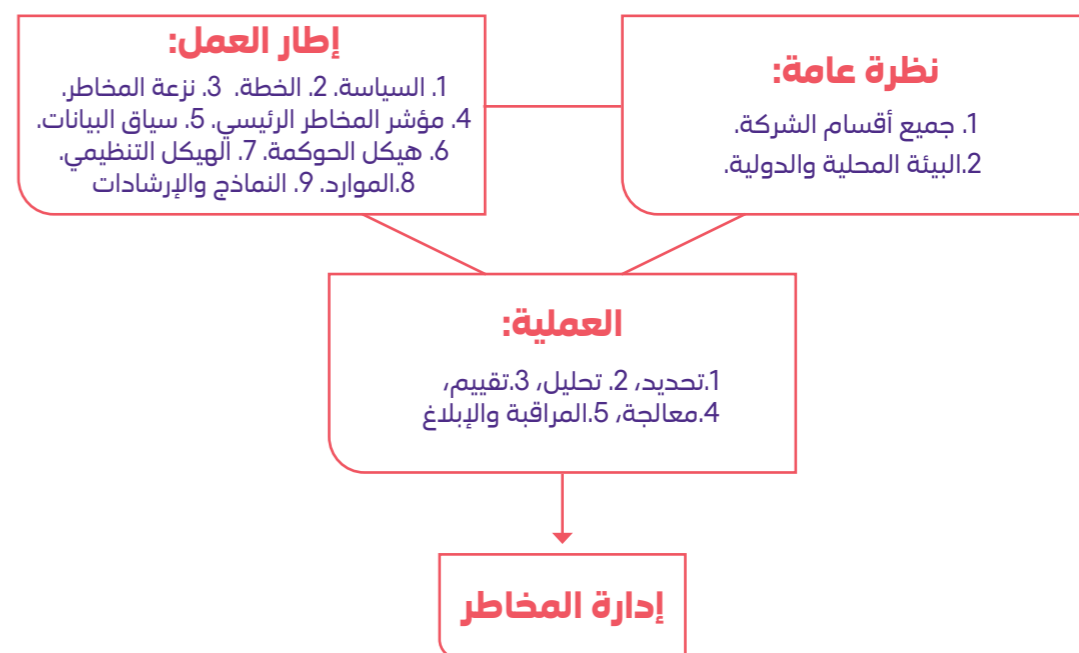 نظرة عامة:
1. جميع أقسام الشركة.
2.البيئة المحلية والدولية.
إطار العمل:
1. السياسة. 2. الخطة. 3. نزعة المخاطر.
4. مؤشر المخاطر الرئيسي. 5. سياق البيانات.
6. هيكل الحوكمة. 7. الهيكل التنظيمي.
8.الموارد. 9. النماذج والإرشادات
العملية:
1.تحديد، 2. تحليل، 3.تقييم،
4.معالجة، 5.المراقبة والإبلاغ
إدارة المخاطر